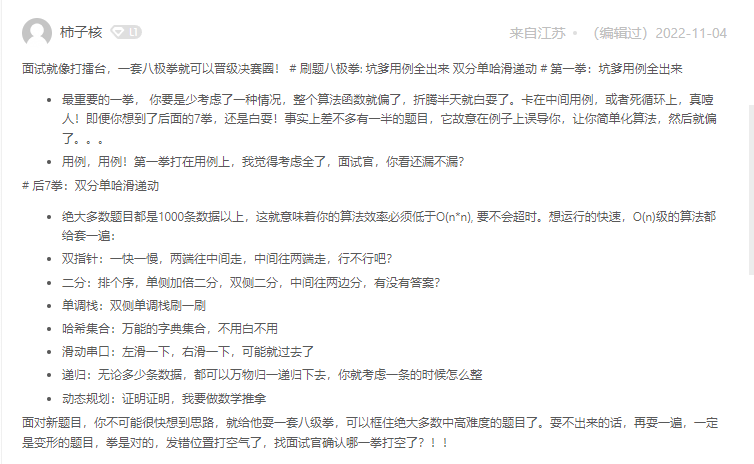 柿子核 L1 来自江苏 • （编辑过）2022-11-04
面试就像打擂台，一套八极拳就可以晋级决赛圈！ # 刷题八极拳: 坑爹用例全出来 双分单哈滑递动 # 第一拳：坑爹用例全出来
• 最重要的一拳， 你要是少考虑了一种情况，整个算法函数就偏了，折腾半天就白耍了。卡在中间用例，或者死循环上，真噎
人！即便你想到了后面的7拳，还是白耍！事实上差不多有一半的题目，它故意在例子上误导你，让你简单化算法，然后就偏
了。。。
• 用例，用例！第一拳打在用例上，我觉得考虑全了，面试官，你看还漏不漏？
# 后7拳：双分单哈滑递动
• 绝大多数题目都是1000条数据以上，这就意味着你的算法效率必须低于O(n*n), 要不会超时。想运行的快速，O(n)级的算法都
给套一遍：
• 双指针：一快一慢，两端往中间走，中间往两端走，行不行吧？
• 二分：排个序，单侧加倍二分，双侧二分，中间往两边分，有没有答案？
• 单调栈：双侧单调栈刷一刷
• 哈希集合：万能的字典集合，不用白不用
• 滑动串口：左滑一下，右滑一下，可能就过去了
• 递归：无论多少条数据，都可以万物归一递归下去，你就考虑一条的时候怎么整
• 动态规划：证明证明，我要做数学推拿
面对新题目，你不可能很快想到思路，就给他耍一套八级拳，可以框住绝大多数中高难度的题目了。耍不出来的话，再耍一遍，一定
是变形的题目，拳是对的，发错位置打空气了，找面试官确认哪一拳打空了？！！